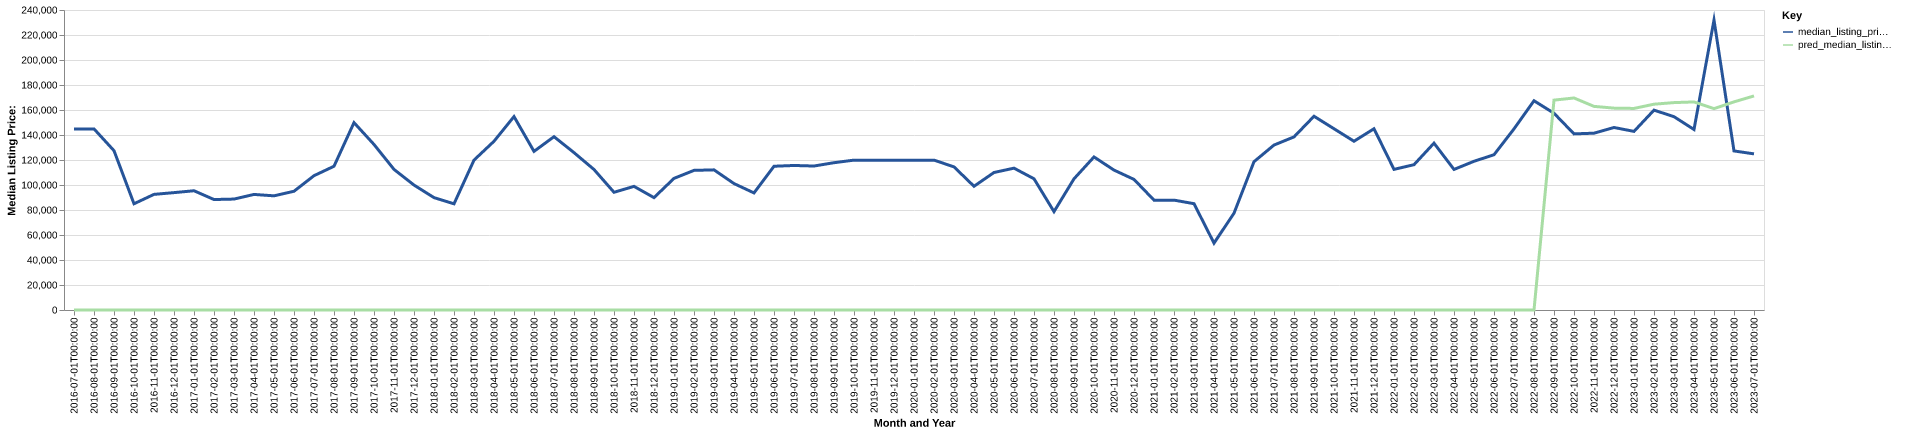 240,000
220,000
200,000
180,000
160,000
140,000
120,000
100,000
80,000
60,000
40,000
20,000
0
Median Listing Price:
2016-07-01T00:00:00
2016-08-01T00:00:00
2016-09-01T00:00:00
2016-10-01T00:00:00
2016-11-01T00:00:00
2016-12-01T00:00:00
2017-01-01T00:00:00
2017-02-01T00:00:00
2017-03-01T00:00:00
2017-04-01T00:00:00
2017-05-01T00:00:00
2017-06-01T00:00:00
2017-07-01T00:00:00
2017-08-01T00:00:00
2017-09-01T00:00:00
2017-10-01T00:00:00
2017-11-01T00:00:00
2017-12-01T00:00:00
2018-01-01T00:00:00
2018-02-01T00:00:00
2018-03-01T00:00:00
2018-04-01T00:00:00
2018-05-01T00:00:00
2018-06-01T00:00:00
2018-07-01T00:00:00
2018-08-01T00:00:00
2018-09-01T00:00:00
2018-10-01T00:00:00
2018-11-01T00:00:00
2018-12-01T00:00:00
2019-01-01T00:00:00
2019-02-01T00:00:00
2019-03-01T00:00:00
2019-04-01T00:00:00
2019-05-01T00:00:00
2019-06-01T00:00:00
2019-07-01T00:00:00
2019-08-01T00:00:00
2019-09-01T00:00:00
2019-10-01T00:00:00
2019-11-01T00:00:00
2019-12-01T00:00:00
2020-01-01T00:00:00
2020-02-01T00:00:00
2020-03-01T00:00:00
2020-04-01T00:00:00
2020-05-01T00:00:00
2020-06-01T00:00:00
2020-07-01T00:00:00
2020-08-01T00:00:00
2020-09-01T00:00:00
2020-10-01T00:00:00
2020-11-01T00:00:00
2020-12-01T00:00:00
2021-01-01T00:00:00
2021-02-01T00:00:00
2021-03-01T00:00:00
2021-04-01T00:00:00
2021-05-01T00:00:00
2021-06-01T00:00:00
2021-07-01T00:00:00
2021-08-01T00:00:00
2021-09-01T00:00:00
2021-10-01T00:00:00
2021-11-01T00:00:00
2021-12-01T00:00:00
2022-01-01T00:00:00
2022-02-01T00:00:00
2022-03-01T00:00:00
2022-04-01T00:00:00
2022-05-01T00:00:00
2022-06-01T00:00:00
2022-07-01T00:00:00
2022-08-01T00:00:00
2022-09-01T00:00:00
2022-10-01T00:00:00
2022-11-01T00:00:00
2022-12-01T00:00:00
2023-01-01T00:00:00
2023-02-01T00:00:00
2023-03-01T00:00:00
2023-04-01T00:00:00
2023-05-01T00:00:00
2023-06-01T00:00:00
2023-07-01T00:00:00
Month and Year
Key
median_listing_pri…
pred_median_listin…